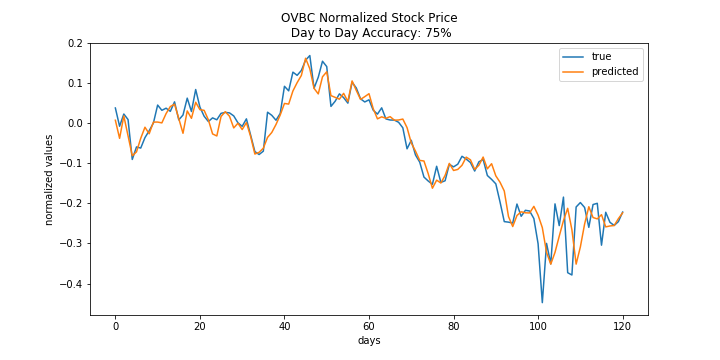 OVBC Normalized Stock Price
Day to Day Accuracy: 75%
true
predicted
normalized values
0.2
0.1
0.0
−0.1
−0.2
−0.3
−0.4
0
20
40
60
80
100
120
days